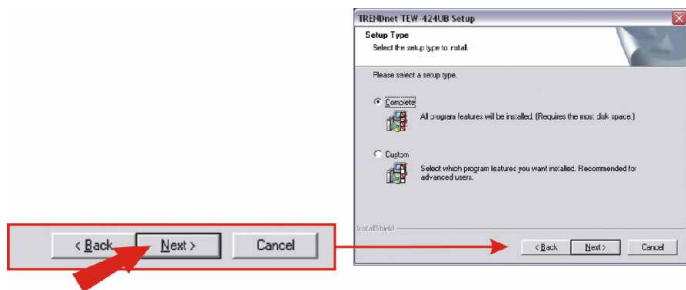 TRENDnet TEW-424UB Setup
Setup Type
Select the setup type to install.
Please select a setup type.
Complete
All program features will be installed. (Requires the most disk space.)
Custom
Select which program features you want installed. Recommended for
advanced users.
InstallShield
< Back Next > Cancel
< Back Next > Cancel